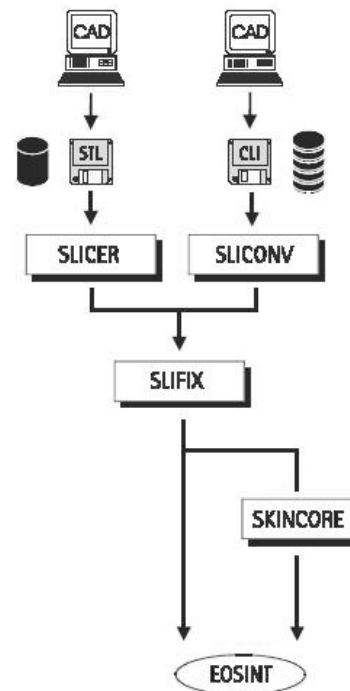 CAD
CAD
STL
CLI
SLICER
SLICONV
SLIFIX
SKINCORE
EOSINT